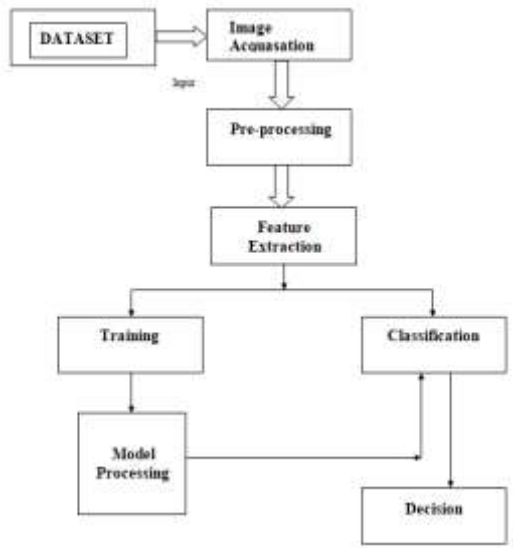 DATASET
Image
Acquasation
Input
Pre-processing
Feature
Extraction
Training
Classification
Model
Processing
Decision